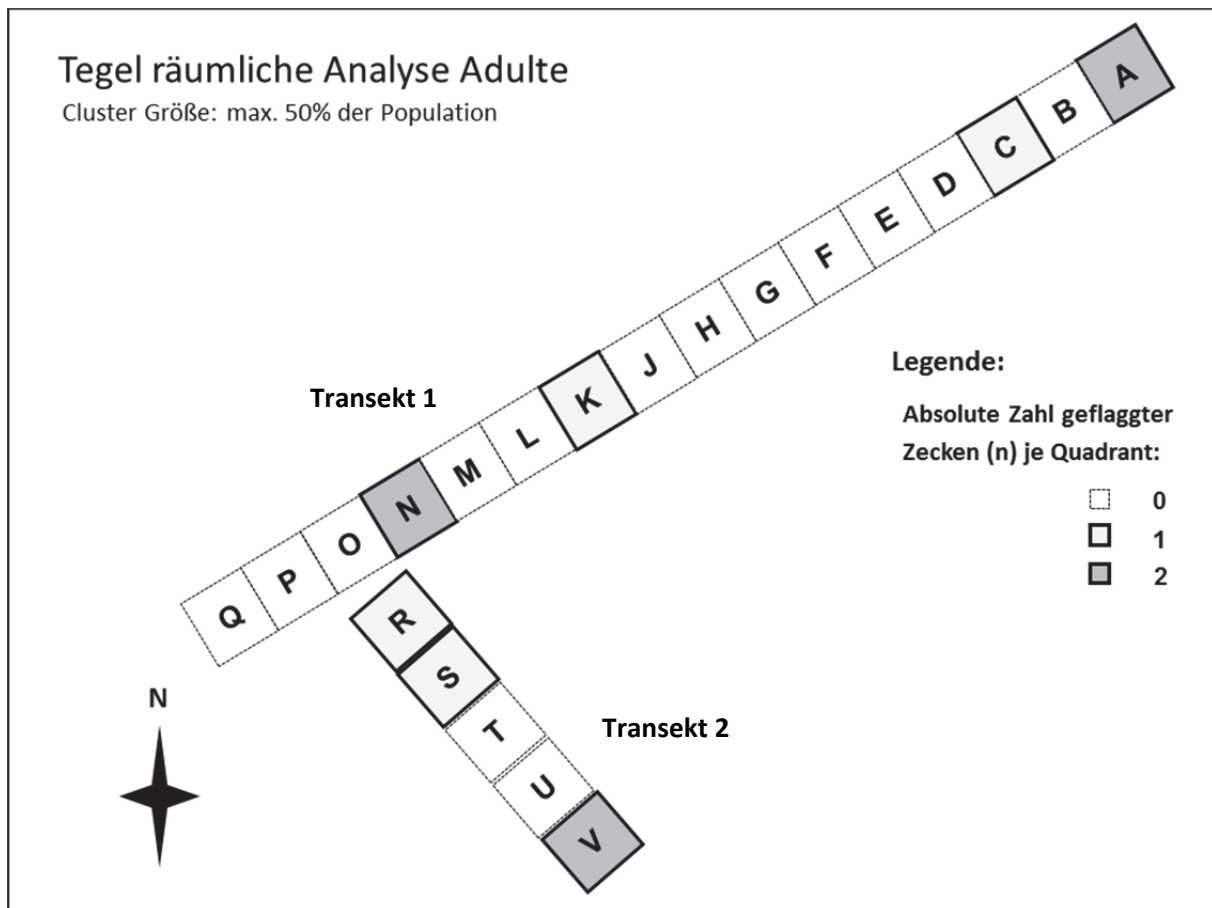 Tegel räumliche Analyse Adulte
Cluster Größe: max. 50% der Population
A
B
C
D
E
F
G
H
J
K
L
M
N
O
P
Q
Transekt 1
Legende:
Absolute Zahl geflaggter
Zecken (n) je Quadrant:
0
1
2
R
S
T
U
V
Transekt 2
N